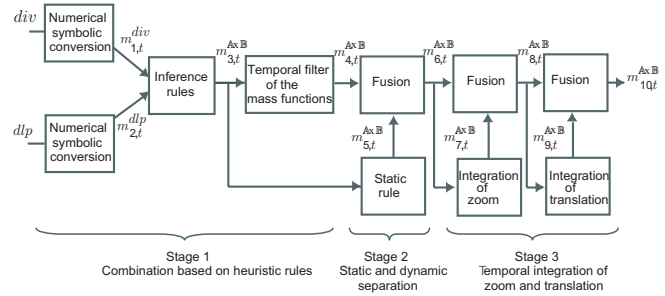 div
Numerical
symbolic
conversion
m_{1,t}^{div}
dlp
Numerical
symbolic
conversion
m_{2,t}^{dlp}
Inference
rules
m_{3,t}^{A×𝔹}
Temporal filter
of the
mass functions
m_{4,t}^{A×𝔹}
Fusion
m_{5,t}^{A×𝔹}
Static
rule
m_{6,t}^{A×𝔹}
Fusion
m_{7,t}^{A×𝔹}
Integration
of
zoom
m_{8,t}^{A×𝔹}
Fusion
m_{9,t}^{A×𝔹}
Integration
of
translation
m_{10,t}^{A×𝔹}
Stage 1
Combination based on heuristic rules
Stage 2
Static and dynamic
separation
Stage 3
Temporal integration of
zoom and translation